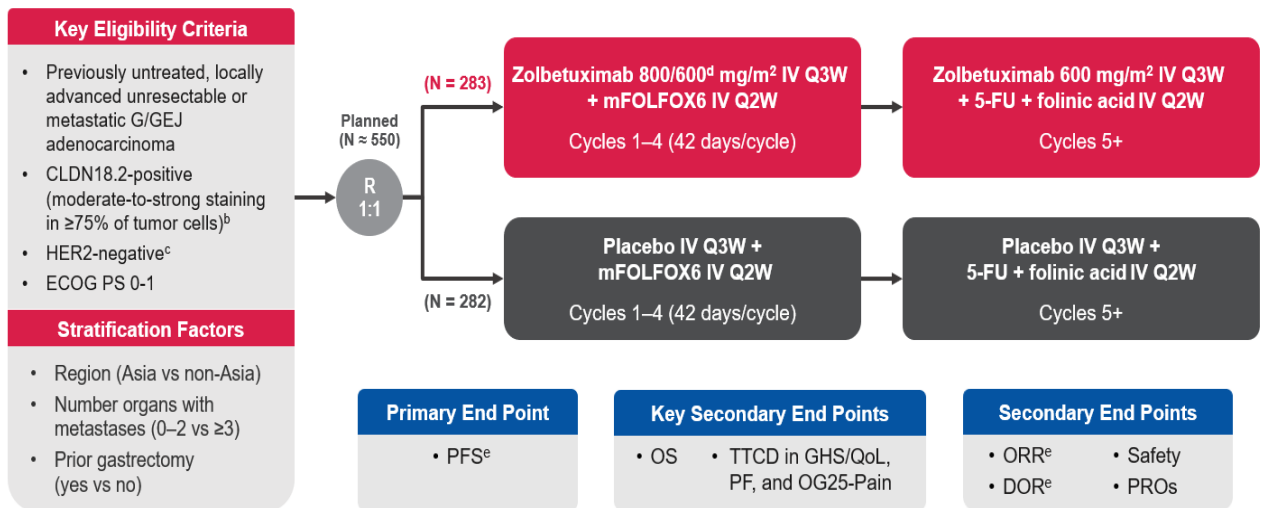 Key Eligibility Criteria
• Previously untreated, locally
advanced unresectable or
metastatic G/GEJ
adenocarcinoma
• CLDN18.2-positive
(moderate-to-strong staining
in ≥75% of tumor cells)ᵇ
• HER2-negativeᶜ
• ECOG PS 0-1
Stratification Factors
• Region (Asia vs non-Asia)
• Number organs with
metastases (0–2 vs ≥3)
• Prior gastrectomy
(yes vs no)
Planned
(N ≈ 550)
R
1:1
(N = 283)
Zolbetuximab 800/600ᵈ mg/m² IV Q3W
+ mFOLFOX6 IV Q2W
Cycles 1–4 (42 days/cycle)
Zolbetuximab 600 mg/m² IV Q3W
+ 5-FU + folinic acid IV Q2W
Cycles 5+
(N = 282)
Placebo IV Q3W +
mFOLFOX6 IV Q2W
Cycles 1–4 (42 days/cycle)
Placebo IV Q3W +
5-FU + folinic acid IV Q2W
Cycles 5+
Primary End Point
• PFSᵉ
Key Secondary End Points
• OS
• TTCD in GHS/QoL,
PF, and OG25-Pain
Secondary End Points
• ORRᵉ
• DORᵉ
• Safety
• PROs